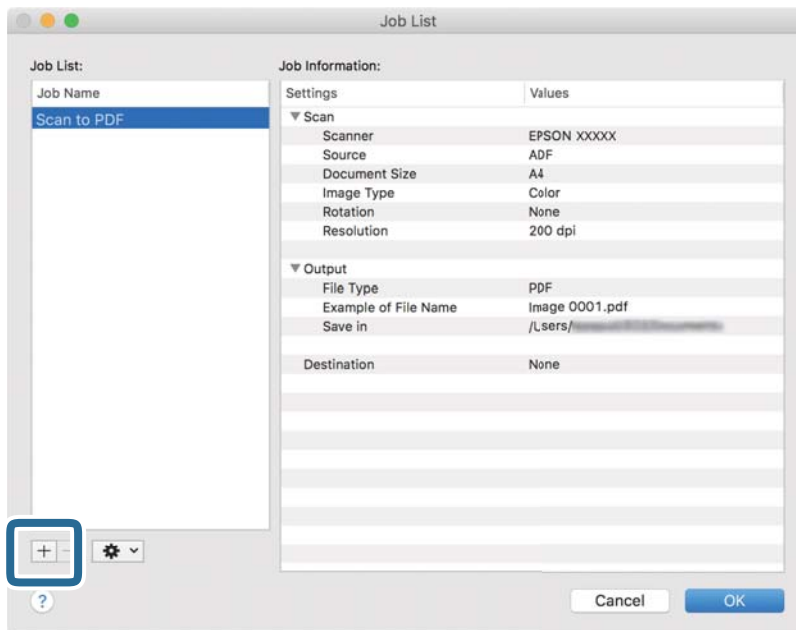 Job List
Job List:
Job Information:
Job Name
Scan to PDF
Settings Values
Scan
Scanner EPSON XXXXX
Source ADF
Document Size A4
Image Type Color
Rotation None
Resolution 200 dpi
Output
File Type PDF
Example of File Name Image 0001.pdf
Save in /Users/
Destination None
+ -
?
Cancel OK